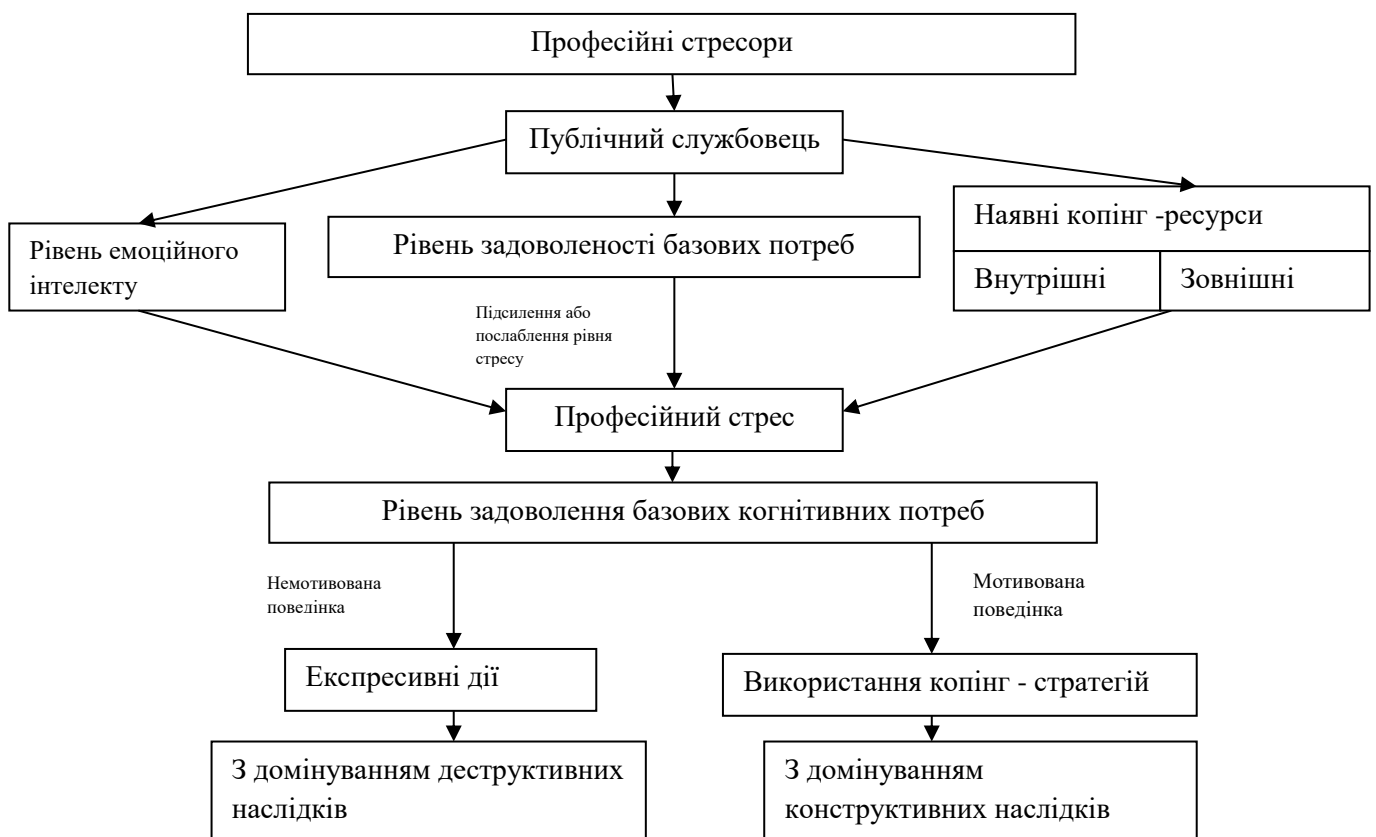 Професійні стресори
Публічний службовець
Рівень емоційного
інтелекту
Рівень задоволеності базових потреб
Наявні копінг -ресурси
Внутрішні
Зовнішні
Підсилення або
послаблення рівня
стресу
Професійний стрес
Рівень задоволення базових когнітивних потреб
Немотивована
поведінка
Мотивована
поведінка
Експресивні дії
Використання копінг - стратегій
З домінуванням деструктивних
наслідків
З домінуванням
конструктивних наслідків